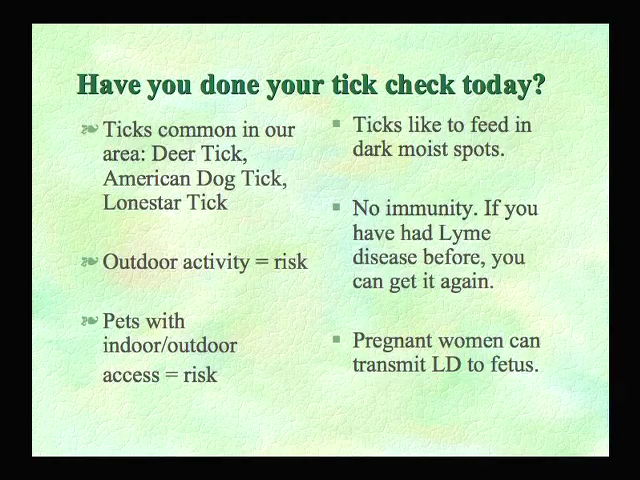 Have you done your tick check today?
Ticks common in our
area: Deer Tick,
American Dog Tick,
Lonestar Tick
Outdoor activity = risk
Pets with
indoor/outdoor
access = risk
Ticks like to feed in
dark moist spots.
No immunity. If you
have had Lyme
disease before, you
can get it again.
Pregnant women can
transmit LD to fetus.